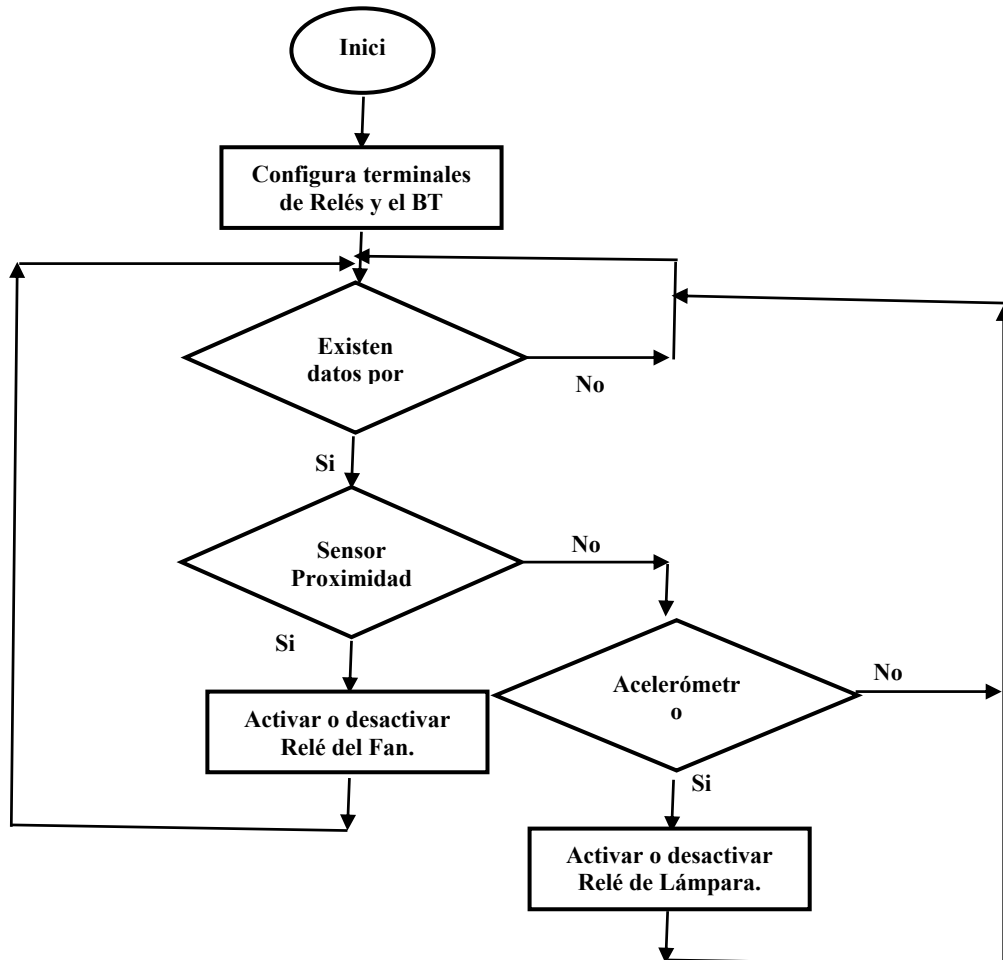 Inici
Configura terminales
de Relés y el BT
Existen
datos por
No
Si
Sensor
Proximidad
No
Si
Acelerómetr
o
No
Activar o desactivar
Relé del Fan.
Si
Activar o desactivar
Relé de Lámpara.